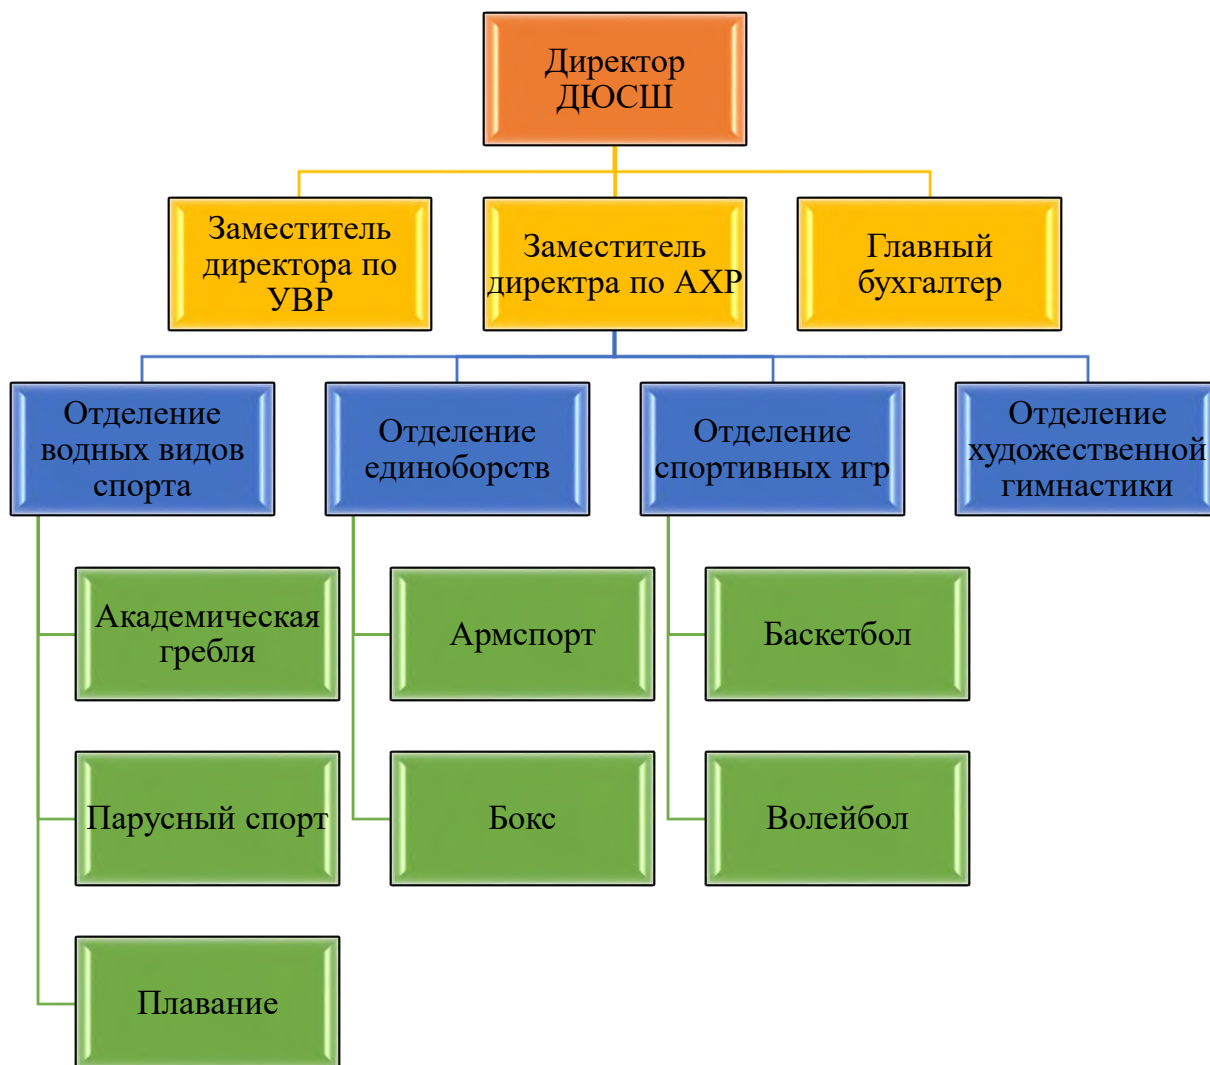 Директор
ДЮСШ
Заместитель
директора по
УВР
Заместитель
директра по АХР
Главный
бухгалтер
Отделение
водных видов
спорта
Отделение
единоборств
Отделение
спортивных игр
Отделение
художественной
гимнастики
Академическая
гребля
Армспорт
Баскетбол
Парусный спорт
Бокс
Волейбол
Плавание